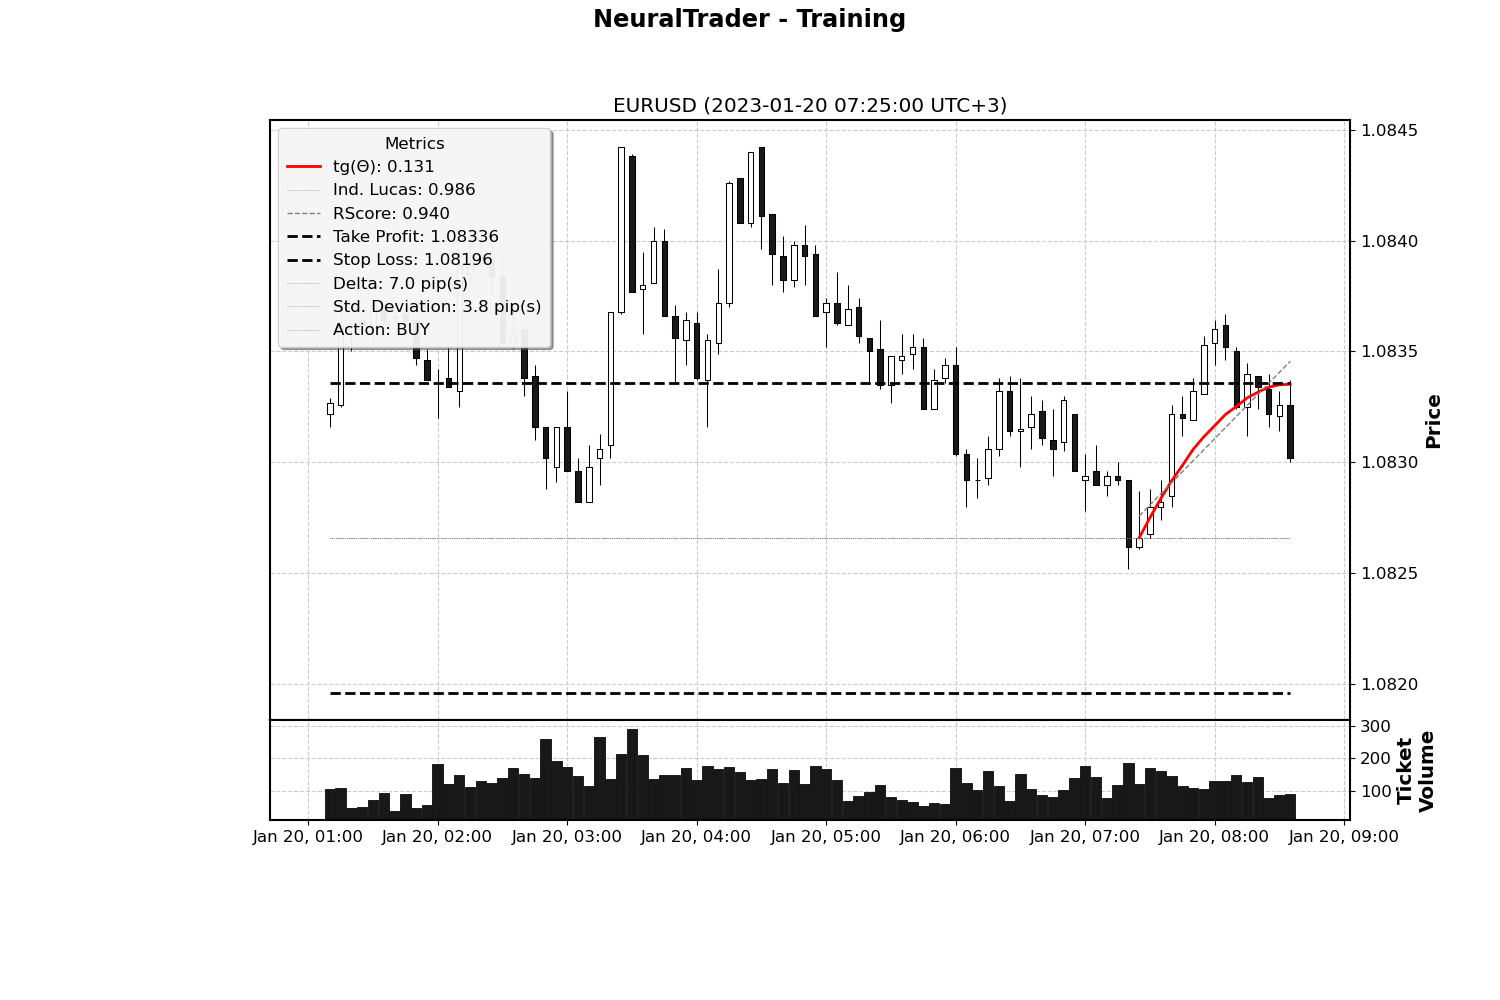 NeuralTrader - Training
EURUSD (2023-01-20 07:25:00 UTC+3)
Metrics
tg(Θ): 0.131
Ind. Lucas: 0.986
RScore: 0.940
Take Profit: 1.08336
Stop Loss: 1.08196
Delta: 7.0 pip(s)
Std. Deviation: 3.8 pip(s)
Action: BUY
1.0845
1.0840
1.0835
1.0830
1.0825
1.0820
Price
300
200
100
Ticket
Volume
Jan 20, 01:00
Jan 20, 02:00
Jan 20, 03:00
Jan 20, 04:00
Jan 20, 05:00
Jan 20, 06:00
Jan 20, 07:00
Jan 20, 08:00
Jan 20, 09:00